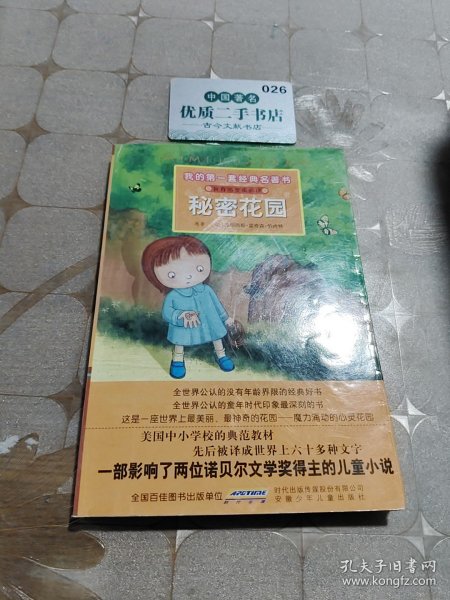 中国著名
026
优质二手书店
古今文献书店
我的第一套经典名著书
秘密花园
全世界公认的没有年龄界限的经典好书
全世界公认的童年时代印象最深刻的书
这是一座世界上最美丽、最神奇的花园——魔力涌动的心灵花园
美国中小学校的典范教材
先后被译成世界上六十多种文字
一部影响了两位诺贝尔文学奖得主的儿童小说
全国百佳图书出版单位
APGTIME
时代出版
时代出版传媒股份有限公司
安徽少年儿童出版社
孔夫子旧书网
www.kongfz.com